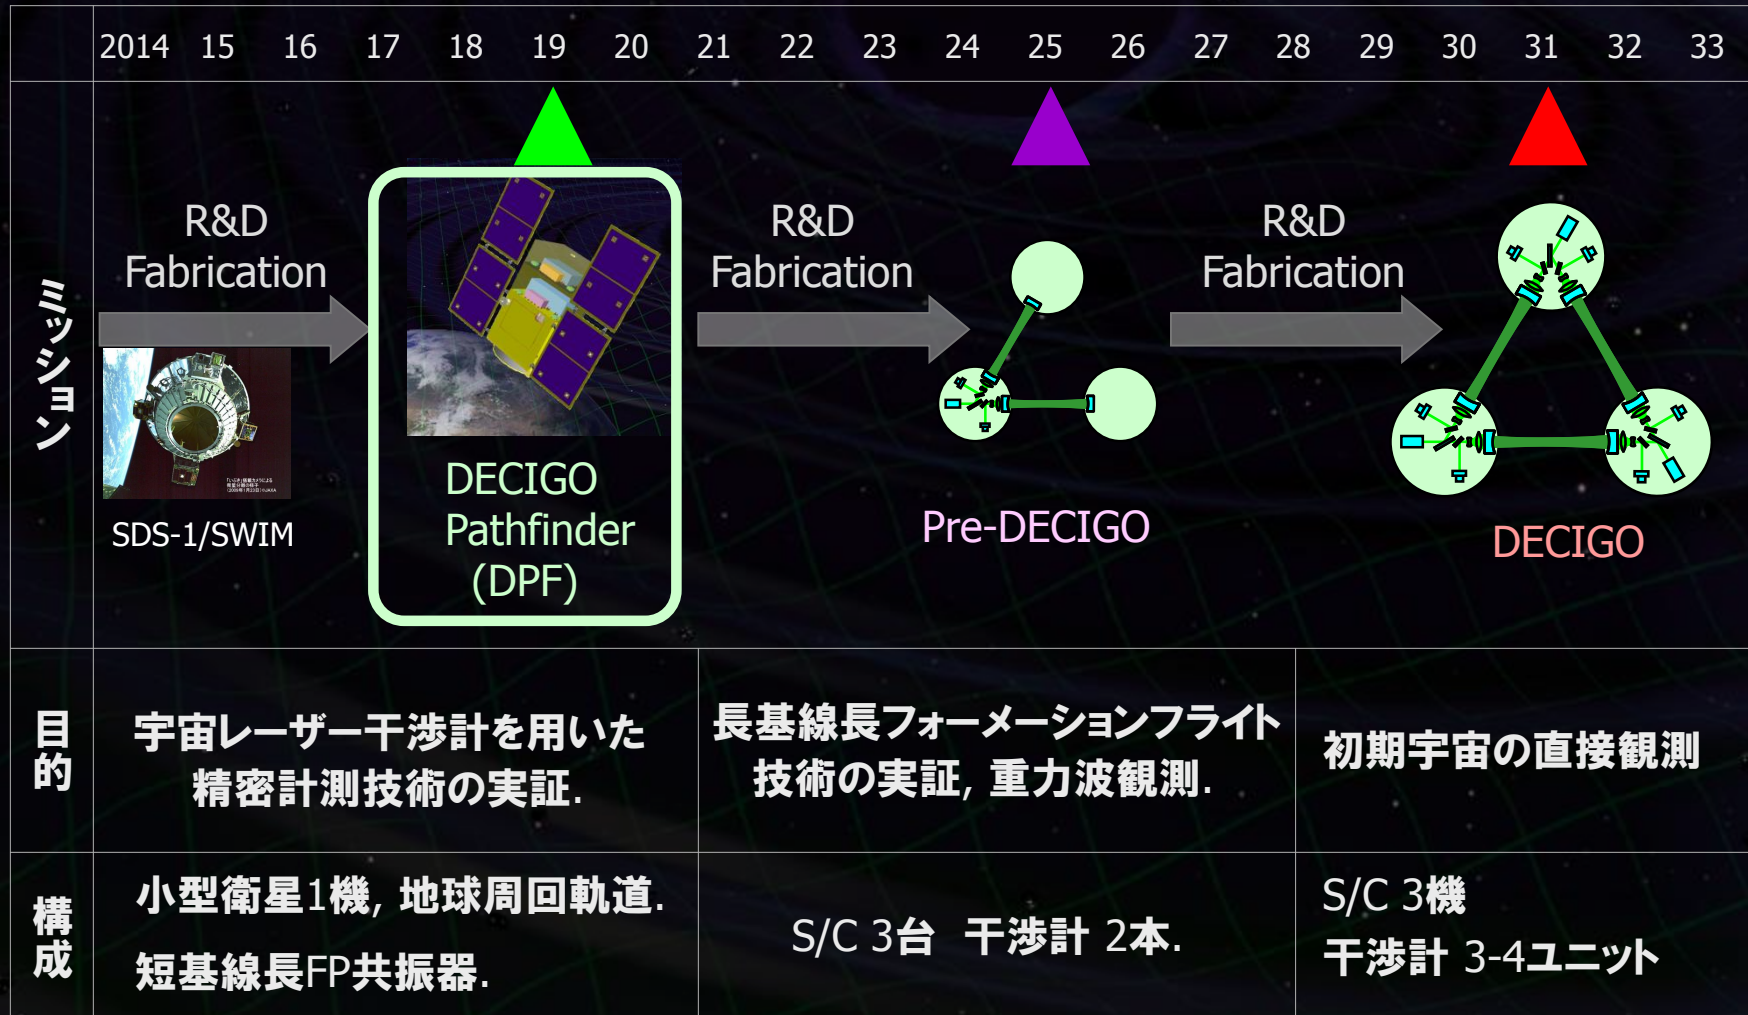 2014 15 16 17 18 19 20 21 22 23 24 25 26 27 28 29 30 31 32 33
ミッション
R&D
Fabrication
R&D
Fabrication
R&D
Fabrication
SDS-1/SWIM
DECIGO
Pathfinder
(DPF)
Pre-DECIGO
DECIGO
目的
宇宙レーザー干渉計を用いた
精密計測技術の実証.
長基線長フォーメーションフライト
技術の実証, 重力波観測.
初期宇宙の直接観測
構成
小型衛星1機, 地球周回軌道.
短基線長FP共振器.
S/C 3台 干渉計 2本.
S/C 3機
干渉計 3-4ユニット